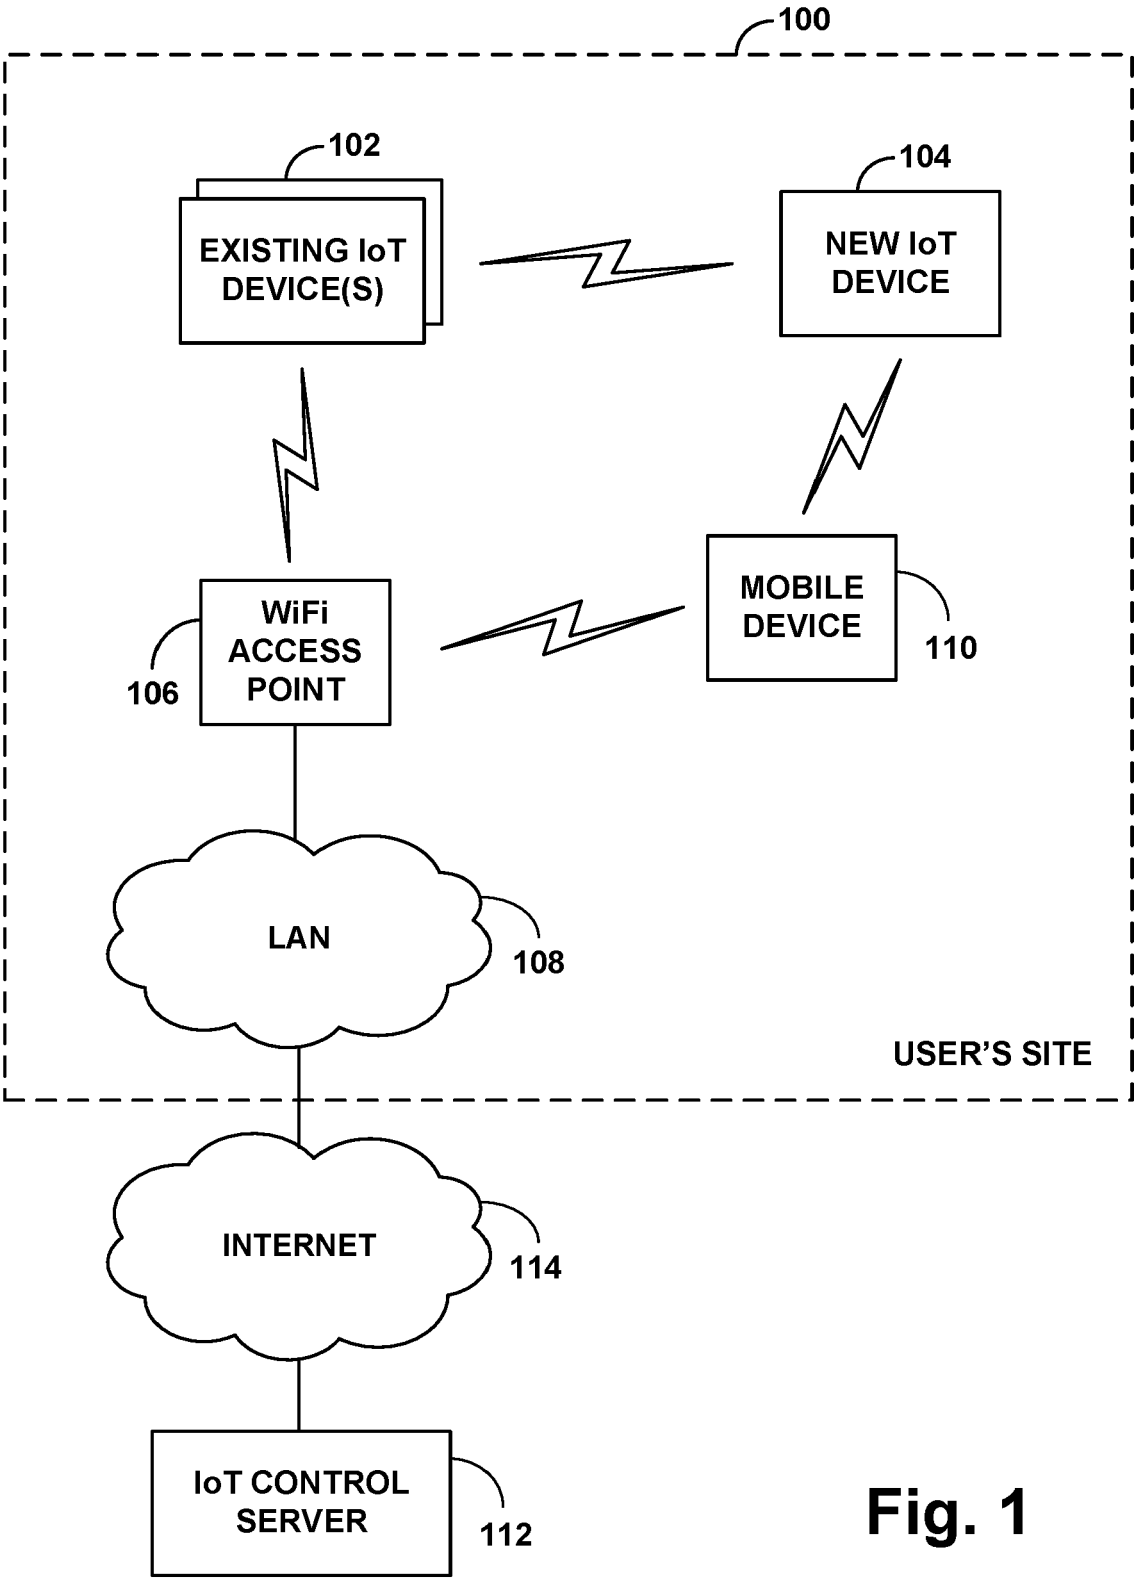 100
102
104
EXISTING IoT
DEVICE(S)
NEW IoT
DEVICE
WiFi
ACCESS
POINT
106
MOBILE
DEVICE
110
LAN
108
USER'S SITE
INTERNET
114
IoT CONTROL
SERVER
112
Fig. 1